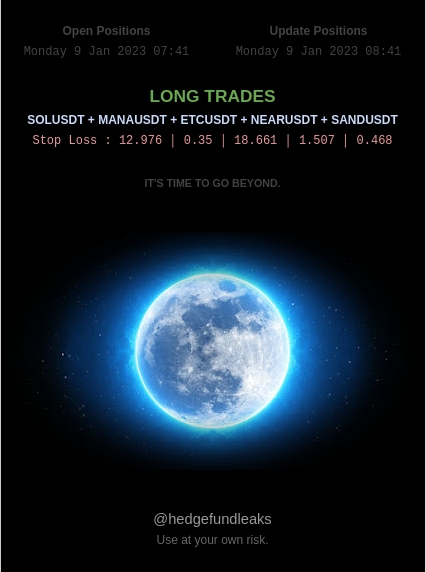 Open Positions
Update Positions
Monday 9 Jan 2023 07:41
Monday 9 Jan 2023 08:41
LONG TRADES
SOLUSDT + MANAUSDT + ETCUSDT + NEARUSDT + SANDUSDT
Stop Loss : 12.976 | 0.35 | 18.661 | 1.507 | 0.468
IT'S TIME TO GO BEYOND.
@hedgefundleaks
Use at your own risk.